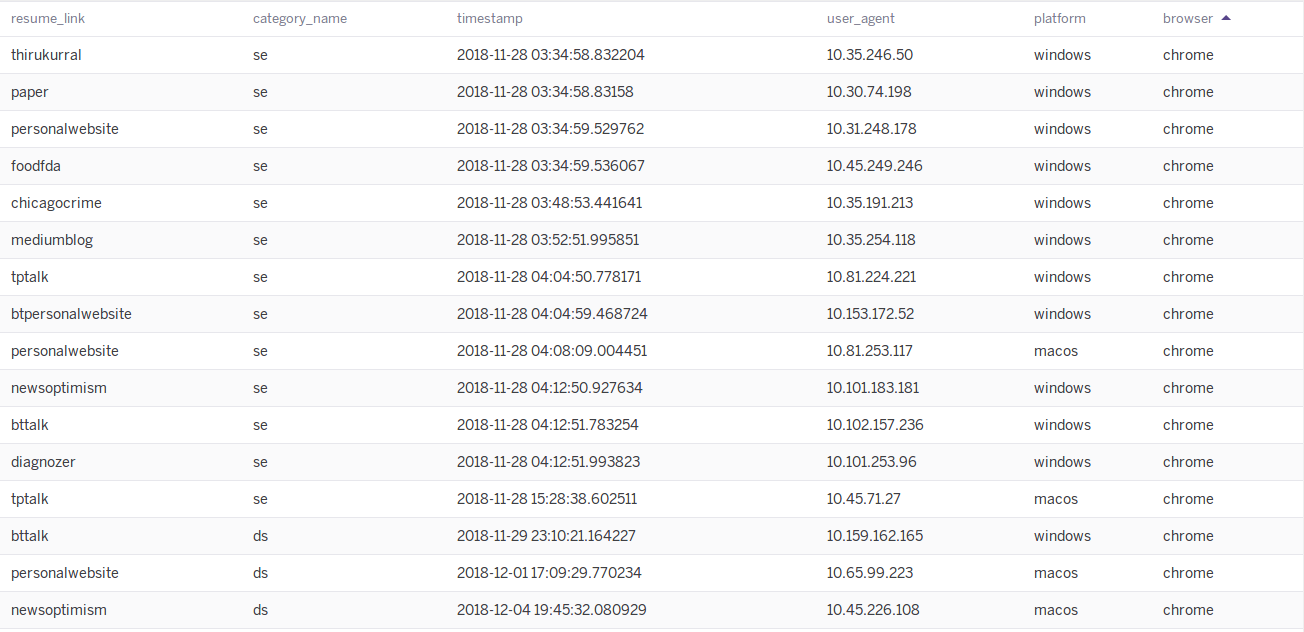 resume_link category_name timestamp user_agent platform browser
thirukurral se 2018-11-28 03:34:58.832204 10.35.246.50 windows chrome
paper se 2018-11-28 03:34:58.83158 10.30.74.198 windows chrome
personalwebsite se 2018-11-28 03:34:59.529762 10.31.248.178 windows chrome
foodfda se 2018-11-28 03:34:59.536067 10.45.249.246 windows chrome
chicagocrime se 2018-11-28 03:48:53.441641 10.35.191.213 windows chrome
mediumblog se 2018-11-28 03:52:51.995851 10.35.254.118 windows chrome
tptalk se 2018-11-28 04:04:50.778171 10.81.224.221 windows chrome
btpersonalwebsite se 2018-11-28 04:04:59.468724 10.153.172.52 windows chrome
personalwebsite se 2018-11-28 04:08:09.004451 10.81.253.117 macos chrome
newsoptimism se 2018-11-28 04:12:50.927634 10.101.183.181 windows chrome
bttalk se 2018-11-28 04:12:51.783254 10.102.157.236 windows chrome
diagnozer se 2018-11-28 04:12:51.993823 10.101.253.96 windows chrome
tptalk se 2018-11-28 15:28:38.602511 10.45.71.27 macos chrome
bttalk ds 2018-11-29 23:10:21.164227 10.159.162.165 windows chrome
personalwebsite ds 2018-12-01 17:09:29.770234 10.65.99.223 macos chrome
newsoptimism ds 2018-12-04 19:45:32.080929 10.45.226.108 macos chrome